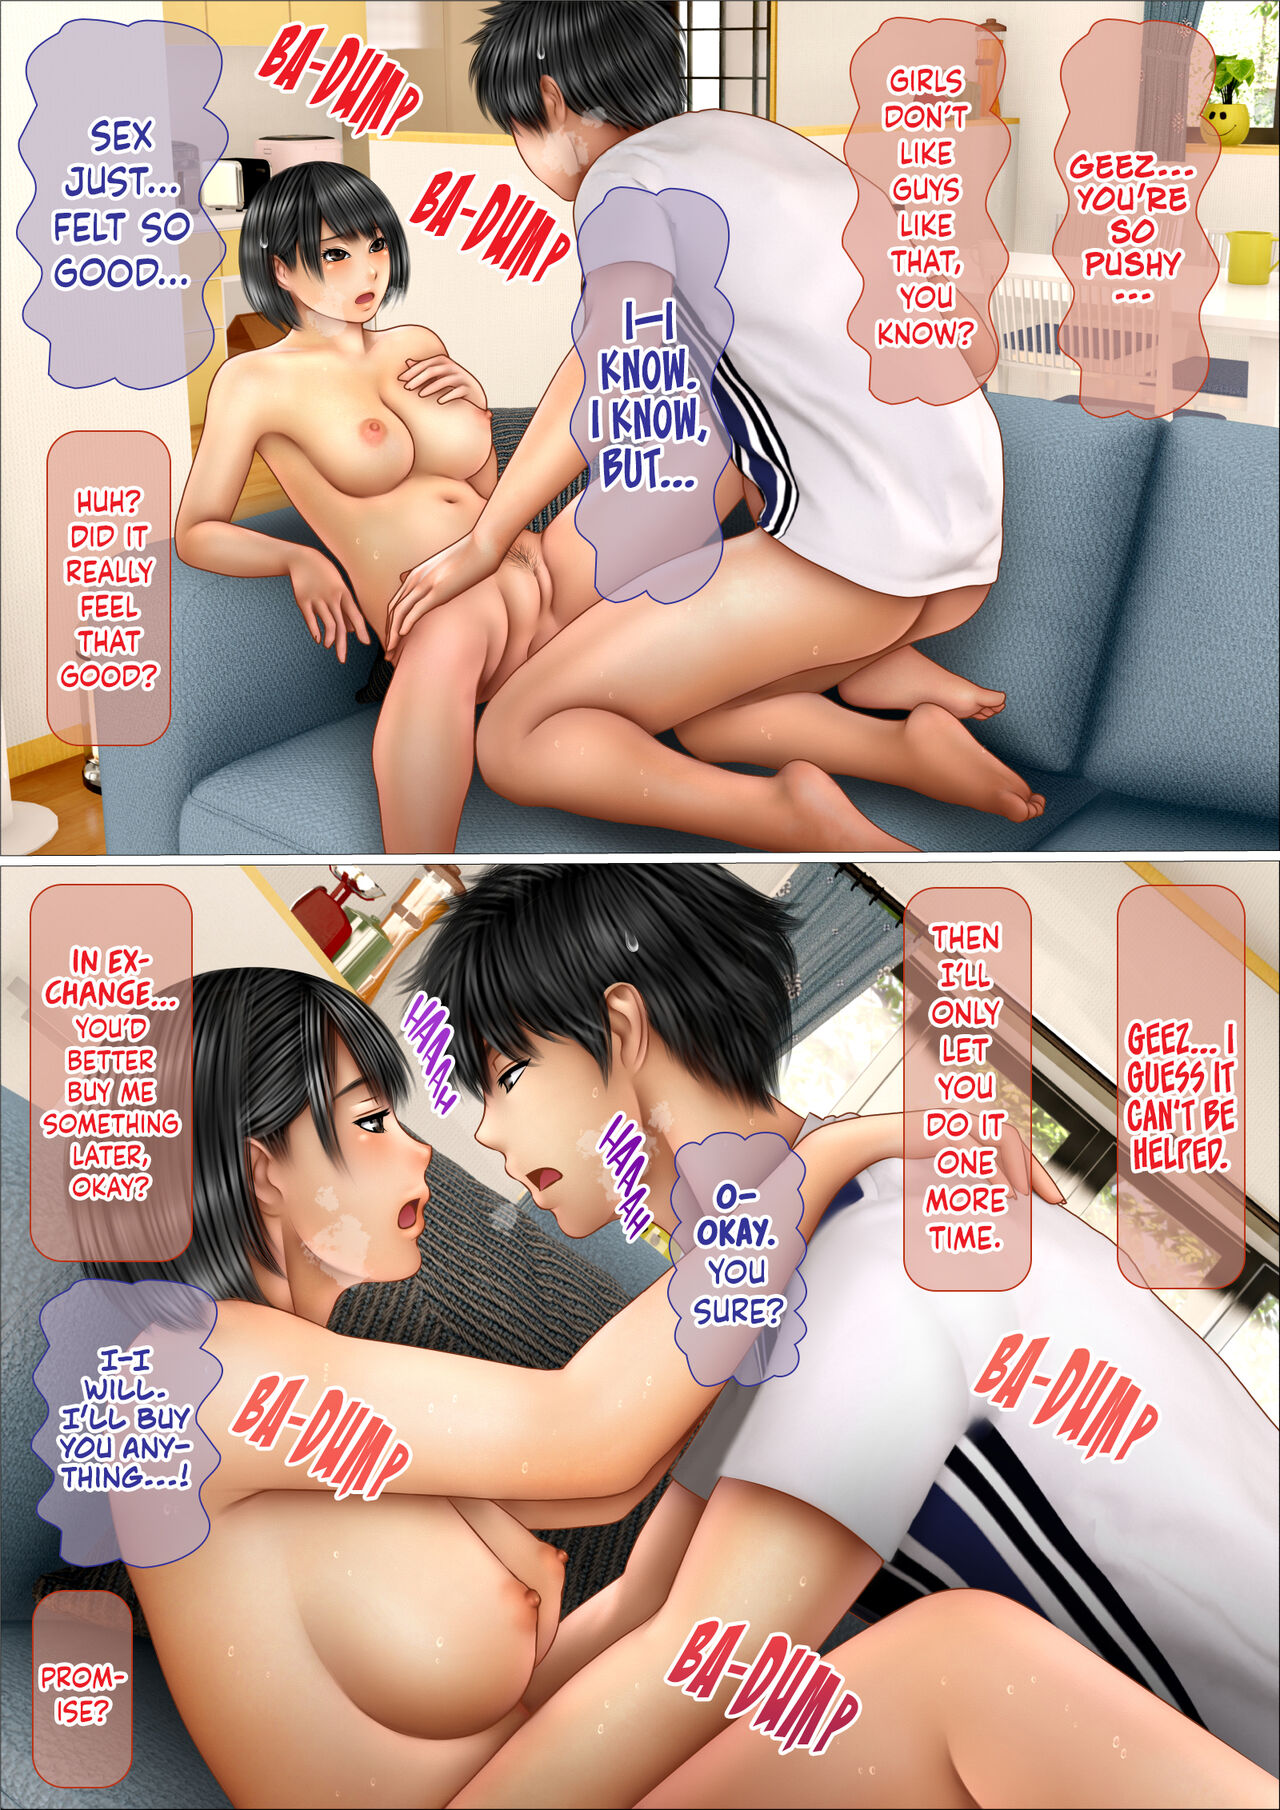 GEEZ...
YOU'RE
SO
PUSHY
...
GIRLS
DON'T
LIKE
GUYS
LIKE
THAT,
YOU
KNOW?
I-I
KNOW.
I KNOW,
BUT...
BA-DUMP
BA-DUMP
SEX
JUST...
FELT SO
GOOD...
HUH?
DID IT
REALLY
FEEL
THAT
GOOD?
GEEZ... I
GUESS IT
CAN'T BE
HELPED.
THEN
I'LL
ONLY
LET
YOU
DO IT
ONE
MORE
TIME.
O-
OKAY.
YOU
SURE?
HAAAAH
HAAAAH
IN EX-
CHANGE...
YOU'D
BETTER
BUY ME
SOMETHING
LATER,
OKAY?
I-I
WILL.
I'LL BUY
YOU ANY-
THING...!
BA-DUMP
BA-DUMP
BA-DUMP
PROM-
ISE?